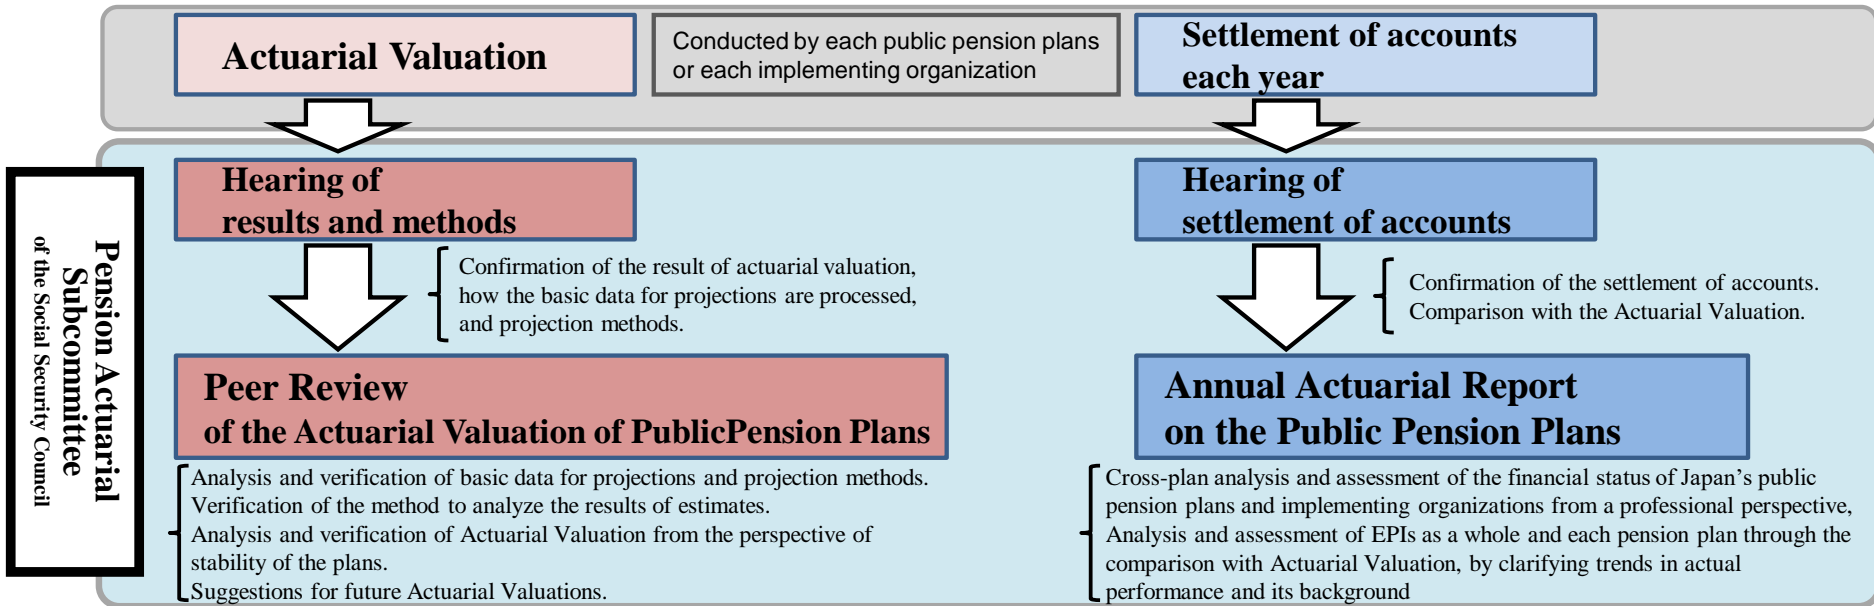 Actuarial Valuation
Conducted by each public pension plans
or each implementing organization
Settlement of accounts
each year
Pension Actuarial
Subcommittee
of the Social Security Council
Hearing of
results and methods
Hearing of
settlement of accounts
Confirmation of the result of actuarial valuation,
how the basic data for projections are processed,
and projection methods.
Confirmation of the settlement of accounts.
Comparison with the Actuarial Valuation.
Peer Review
of the Actuarial Valuation of PublicPension Plans
Annual Actuarial Report
on the Public Pension Plans
Analysis and verification of basic data for projections and projection methods.
Verification of the method to analyze the results of estimates.
Analysis and verification of Actuarial Valuation from the perspective of
stability of the plans.
Suggestions for future Actuarial Valuations.
Cross-plan analysis and assessment of the financial status of Japan's public
pension plans and implementing organizations from a professional perspective,
Analysis and assessment of EPIs as a whole and each pension plan through the
comparison with Actuarial Valuation, by clarifying trends in actual
performance and its background